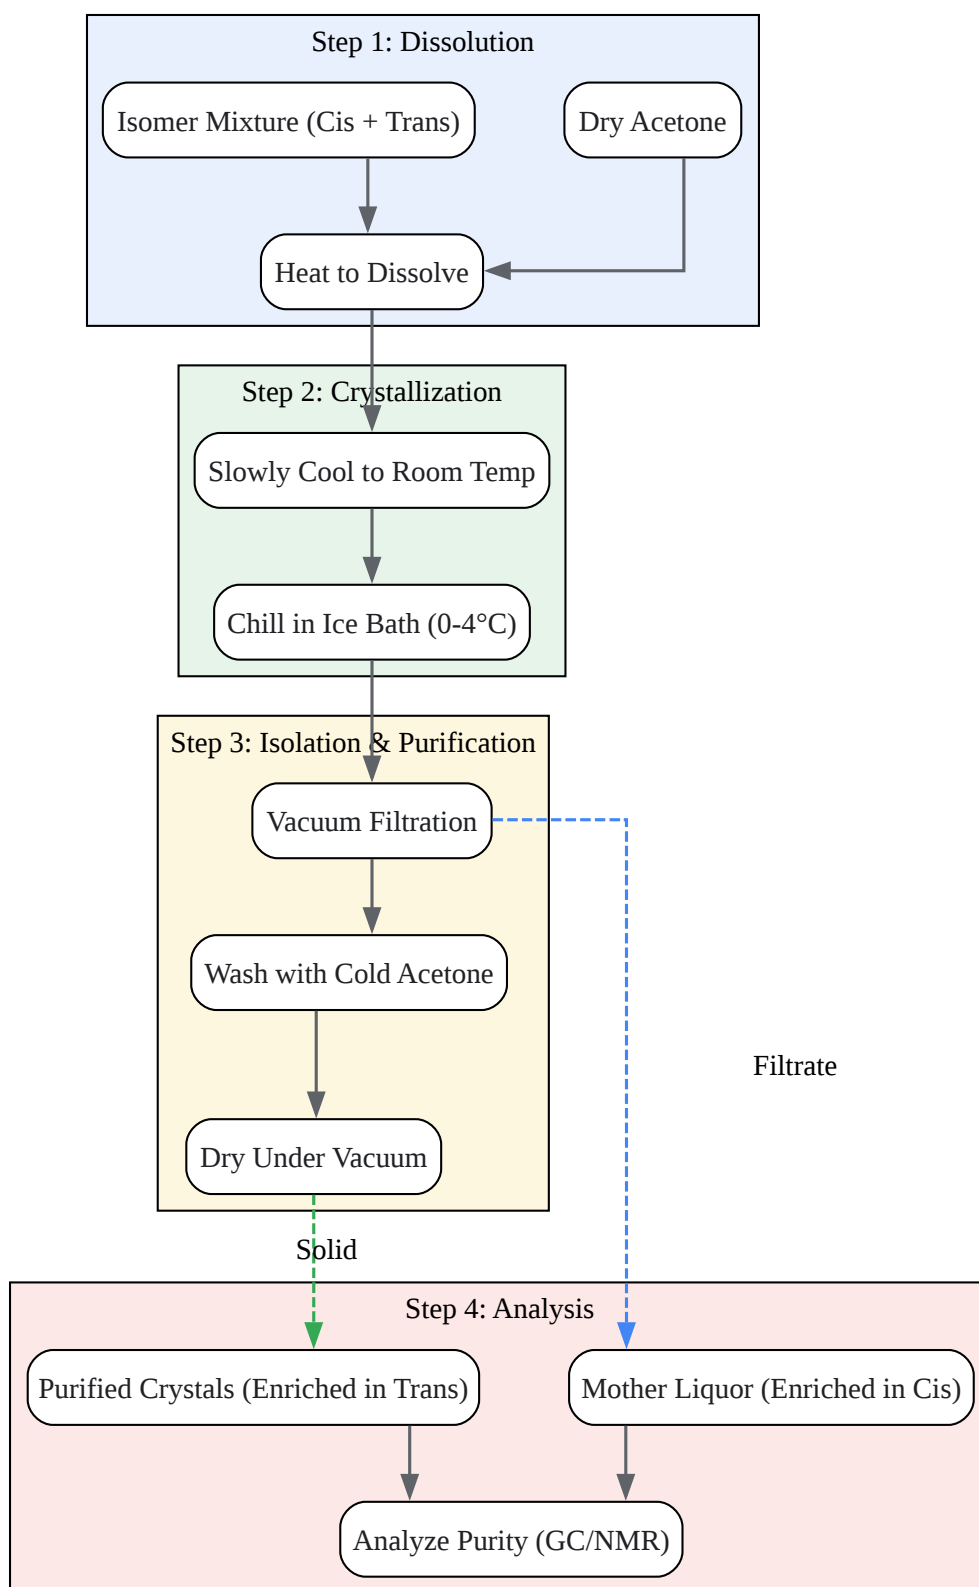 Step 1: Dissolution
Isomer Mixture (Cis + Trans)
Dry Acetone
Heat to Dissolve
Step 2: Crystallization
Slowly Cool to Room Temp
Chill in Ice Bath (0-4°C)
Step 3: Isolation & Purification
Vacuum Filtration
Wash with Cold Acetone
Filtrate
Dry Under Vacuum
Solid
Step 4: Analysis
Purified Crystals (Enriched in Trans)
Mother Liquor (Enriched in Cis)
Analyze Purity (GC/NMR)